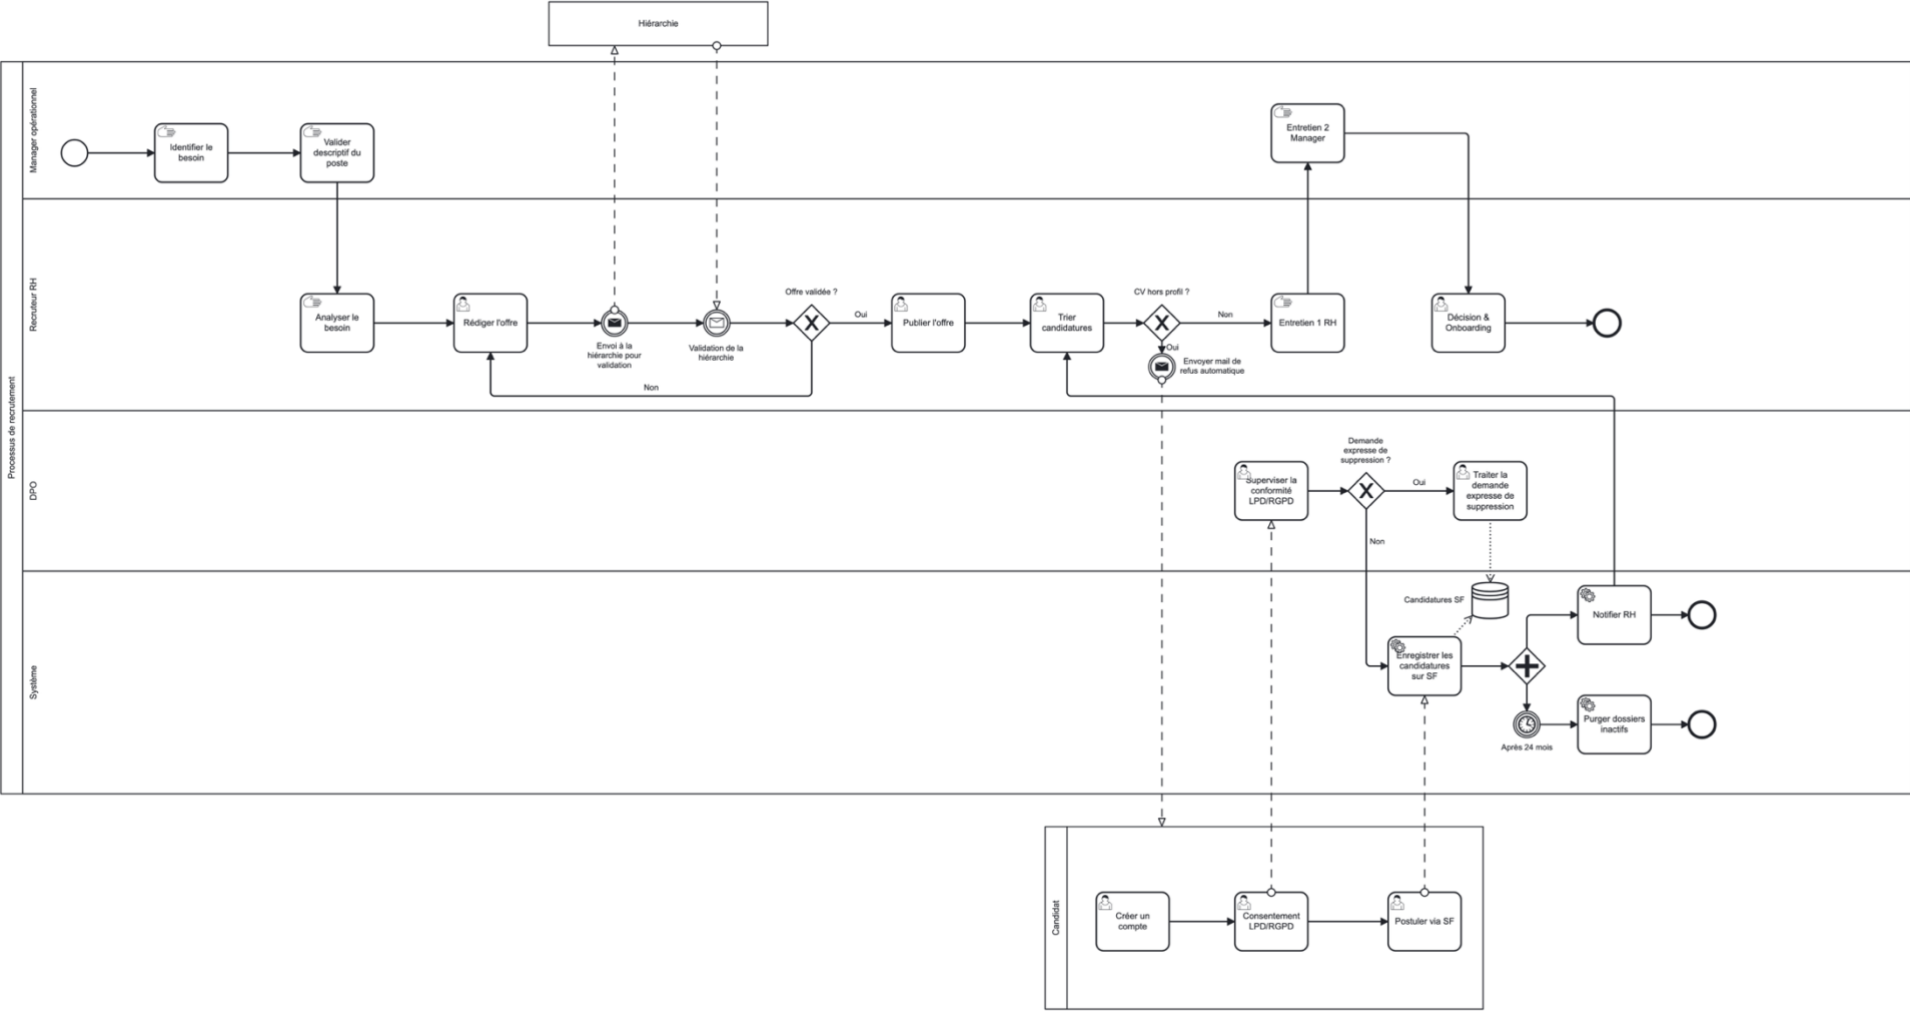 Hiérarchie
Processus de recrutement
Manager opérationnel
Identifier le
besoin
Valider
descriptif du
poste
Entretien 2
Manager
Recruteur RH
Analyser le
besoin
Rédiger l'offre
Envoi à la
hiérarchie pour
validation
Validation de la
hiérarchie
Offre validée ?
Oui
Non
Publier l'offre
Trier
candidatures
CV hors profil ?
Non
Oui
Envoyer mail de
refus automatique
Entretien 1 RH
Décision &
Onboarding
DPO
Superviser la
conformité
LPD/RGPD
Demande
expresse de
suppression ?
Oui
Non
Traiter la
demande
expresse de
suppression
Système
Candidatures SF
Enregistrer les
candidatures
sur SF
Notifier RH
Après 24 mois
Purger dossiers
inactifs
Candidat
Créer un
compte
Consentement
LPD/RGPD
Postuler via SF